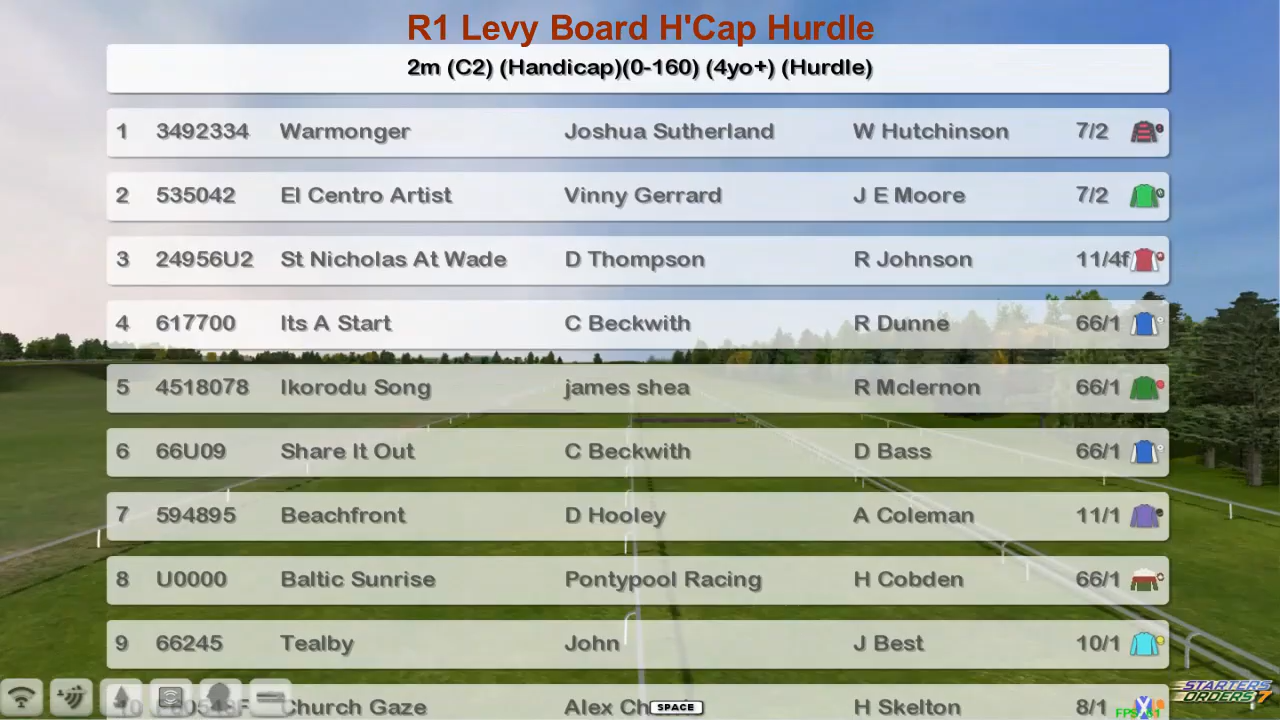 R1 Levy Board H'Cap Hurdle
2m (C2) (Handicap)(0-160) (4yo+) (Hurdle)
1 3492334 Warmonger Joshua Sutherland W Hutchinson 7/2
2 535042 El Centro Artist Vinny Gerrard J E Moore 7/2
3 24956U2 St Nicholas At Wade D Thompson R Johnson 11/4f
4 617700 Its A Start C Beckwith R Dunne 66/1
5 4518078 Ikorodu Song james shea R Mclernon 66/1
6 66U09 Share It Out C Beckwith D Bass 66/1
7 594895 Beachfront D Hooley A Coleman 11/1
8 U0000 Baltic Sunrise Pontypool Racing H Cobden 66/1
9 66245 Tealby John J Best 10/1
10 Church Gaze Alex H Skelton 8/1
SPACE
STARTERS ORDERS 7
FPS